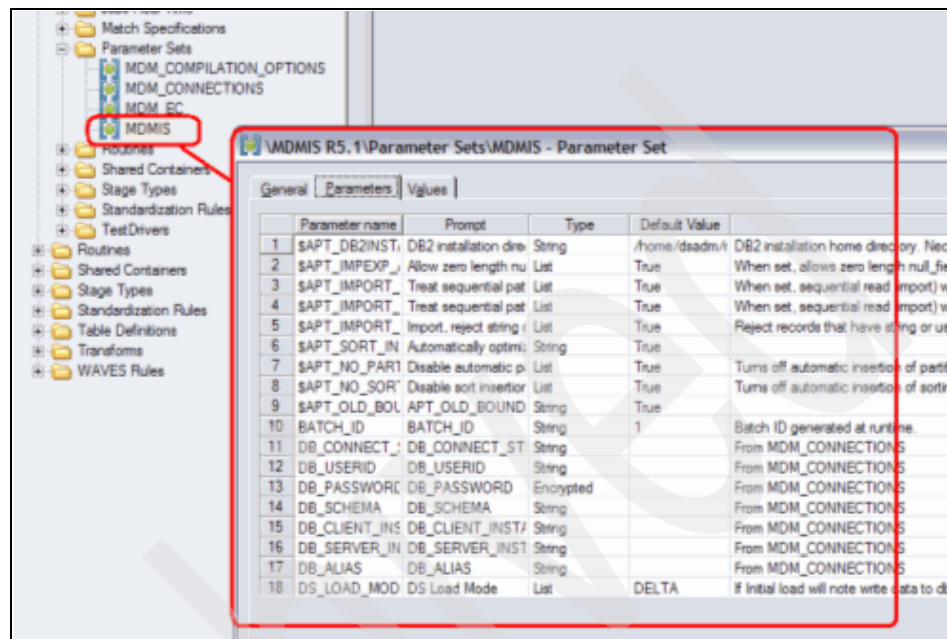 Match Specifications
Parameter Sets
MDM_COMPILATION_OPTIONS
MDM_CONNECTIONS
MDM_EC
MDMIS
Routines
Shared Containers
Stage Types
Standardization Rules
TestDrivers
Routines
Shared Containers
Stage Types
Standardization Rules
Table Definitions
Transforms
WAVES Rules
\MDMIS R5.1\Parameter Sets\MDMIS - Parameter Set
General Parameters Values
Parameter name Prompt Type Default Value
1 $APT_DB2INST DB2 installation dire String /home/dsadm/ DB2 installation home directory.
2 $APT_IMPEXP_ Allow zero length nu List True When set, allows zero length null_fie
3 $APT_IMPORT_ Treat sequential pat List True When set, sequential read (import) w
4 $APT_IMPORT_ Treat sequential pat List True When set, sequential read (import) w
5 $APT_IMPORT_ Import, reject string List True Reject records that have string or us
6 $APT_SORT_IN Automatically optimi String True
7 $APT_NO_PART Disable automatic p List True Turns off automatic insertion of partit
8 $APT_NO_SOR Disable sort insertior List True Turns off automatic insertion of sortin
9 $APT_OLD_BOU APT_OLD_BOUND String True
10 BATCH_ID BATCH_ID String 1 Batch ID generated at runtime.
11 DB_CONNECT_ DB_CONNECT_ST String From MDM_CONNECTIONS
12 DB_USERID DB_USERID String From MDM_CONNECTIONS
13 DB_PASSWORD DB_PASSWORD Encrypted From MDM_CONNECTIONS
14 DB_SCHEMA DB_SCHEMA String From MDM_CONNECTIONS
15 DB_CLIENT_INS DB_CLIENT_INSTA String From MDM_CONNECTIONS
16 DB_SERVER_IN DB_SERVER_INST String From MDM_CONNECTIONS
17 DB_ALIAS DB_ALIAS String From MDM_CONNECTIONS
18 DS_LOAD_MOD DS Load Mode List DELTA If Initial load will note write data to db